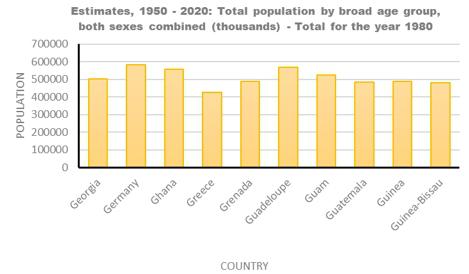 Estimates, 1950 - 2020: Total population by broad age group,
both sexes combined (thousands) - Total for the year 1980
700000
600000
500000
400000
300000
200000
100000
0
POPULATION
Georgia
Germany
Ghana
Greece
Grenada
Guadeloupe
Guam
Guatemala
Guinea
Guinea-Bissau
COUNTRY